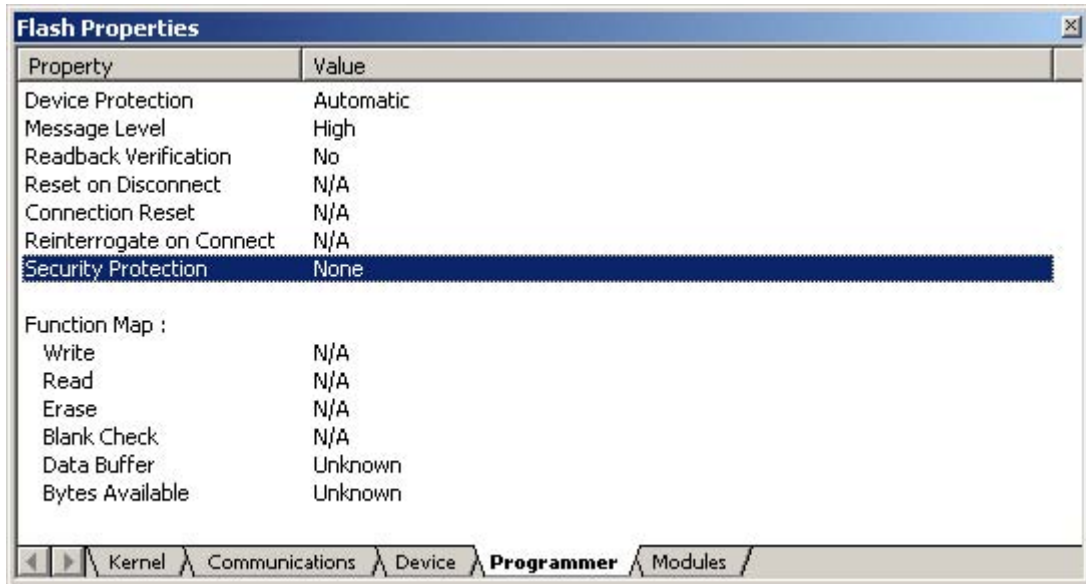 Flash Properties
Property Value
Device Protection Automatic
Message Level High
Readback Verification No
Reset on Disconnect N/A
Connection Reset N/A
Reinterrogate on Connect N/A
Security Protection None
Function Map :
Write N/A
Read N/A
Erase N/A
Blank Check N/A
Data Buffer Unknown
Bytes Available Unknown
Kernel Communications Device Programmer Modules